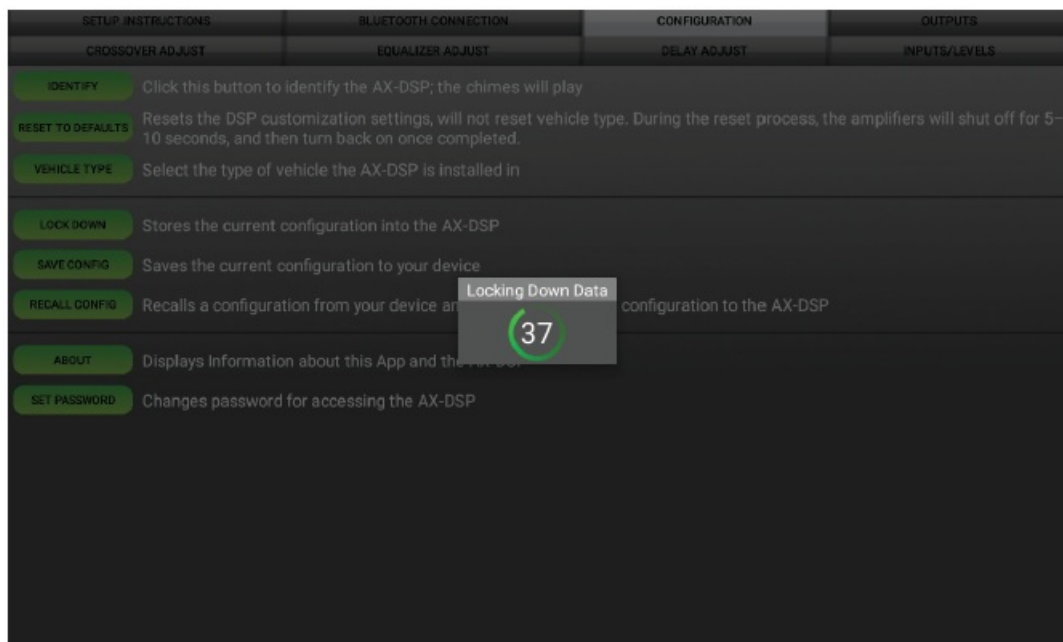 SETUP INSTRUCTIONS BLUETOOTH CONNECTION CONFIGURATION OUTPUTS
CROSSOVER ADJUST EQUALIZER ADJUST DELAY ADJUST INPUTS/LEVELS
IDENTIFY Click this button to identify the AX-DSP; the chimes will play
RESET TO DEFAULTS Resets the DSP customization settings, will not reset vehicle type. During the reset process, the amplifiers will shut off for 5-
10 seconds, and then turn back on once completed.
VEHICLE TYPE Select the type of vehicle the AX-DSP is installed in
LOCK DOWN Stores the current configuration into the AX-DSP
SAVE CONFIG Saves the current configuration to your device
Locking Down Data
RECALL CONFIG Recalls a configuration from your device an configuration to the AX-DSP
37
ABOUT Displays Information about this App and the AX-DSP
SET PASSWORD Changes password for accessing the AX-DSP